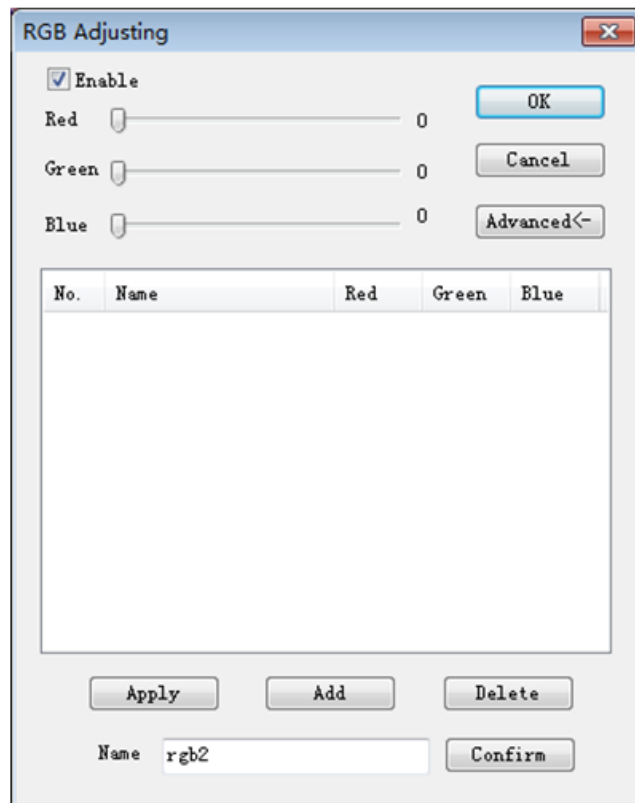 RGB Adjusting
Enable
Red 0
OK
Green 0
Cancel
Blue 0
Advanced<-
No. Name Red Green Blue
Apply Add Delete
Name rgb2 Confirm